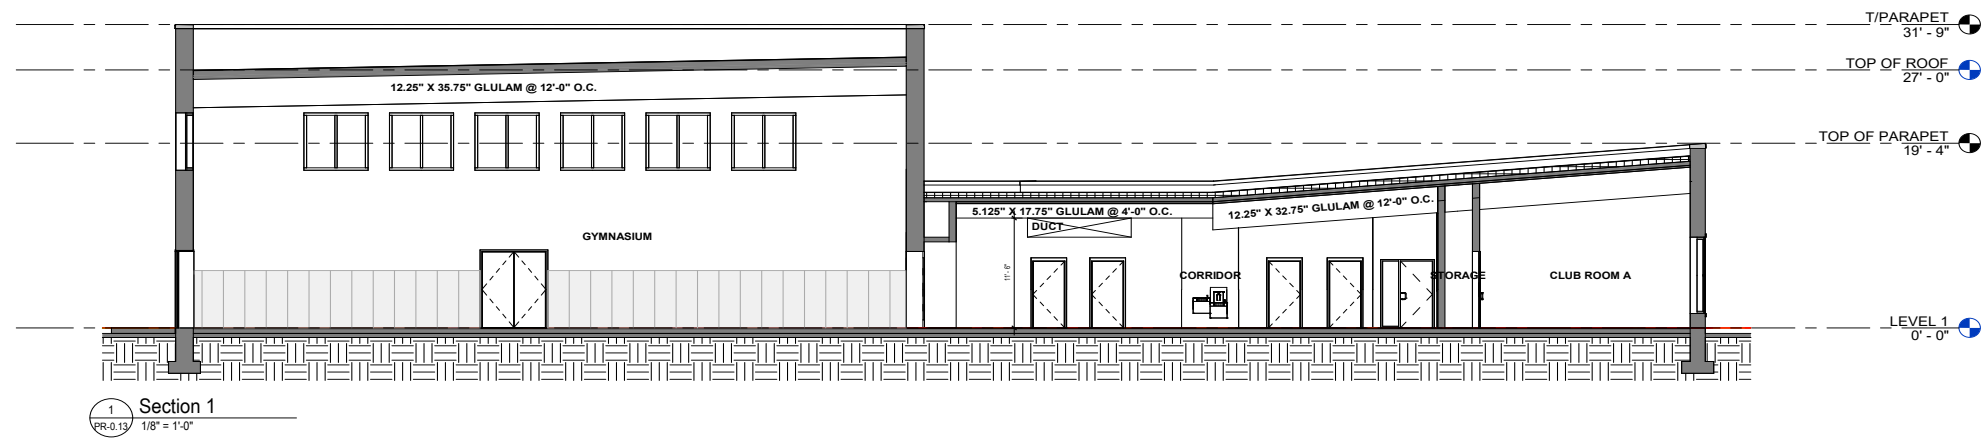 T/PARAPET
31' - 9"
TOP OF ROOF
27' - 0"
12.25" X 35.75" GLULAM @ 12'-0" O.C.
TOP OF PARAPET
19' - 4"
5.125" X 17.75" GLULAM @ 4'-0" O.C.
12.25" X 32.75" GLULAM @ 12'-0" O.C.
DUCT
GYMNASIUM
11' - 6"
CORRIDOR
STORAGE
CLUB ROOM A
LEVEL 1
0' - 0"
1
PR-0.13
Section 1
1/8" = 1'-0"